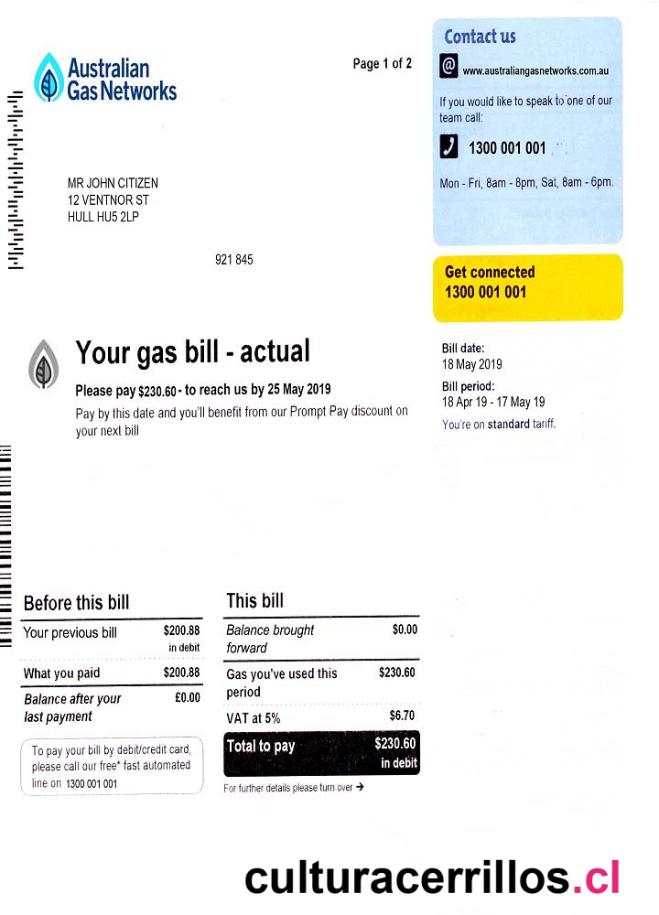 Australian
Gas Networks
Page 1 of 2
Contact us
@ www.australiangasnetworks.com.au
If you would like to speak to one of our
team call:
1300 001 001
Mon - Fri, 8am - 8pm, Sat, 8am - 6pm.
MR JOHN CITIZEN
12 VENTNOR ST
HULL HU5 2LP
921 845
Get connected
1300 001 001
Your gas bill - actual
Please pay $230.60- to reach us by 25 May 2019
Pay by this date and you'll benefit from our Prompt Pay discount on
your next bill
Bill date:
18 May 2019
Bill period:
18 Apr 19 - 17 May 19
You're on standard tariff.
Before this bill
Your previous bill $200.88
in debit
What you paid $200.88
Balance after your £0.00
last payment
To pay your bill by debit/credit card,
please call our free* fast automated
line on 1300 001 001
This bill
Balance brought $0.00
forward
Gas you've used this $230.60
period
VAT at 5% $6.70
Total to pay $230.60
in debit
For further details please turn over →
culturacerrillos.cl